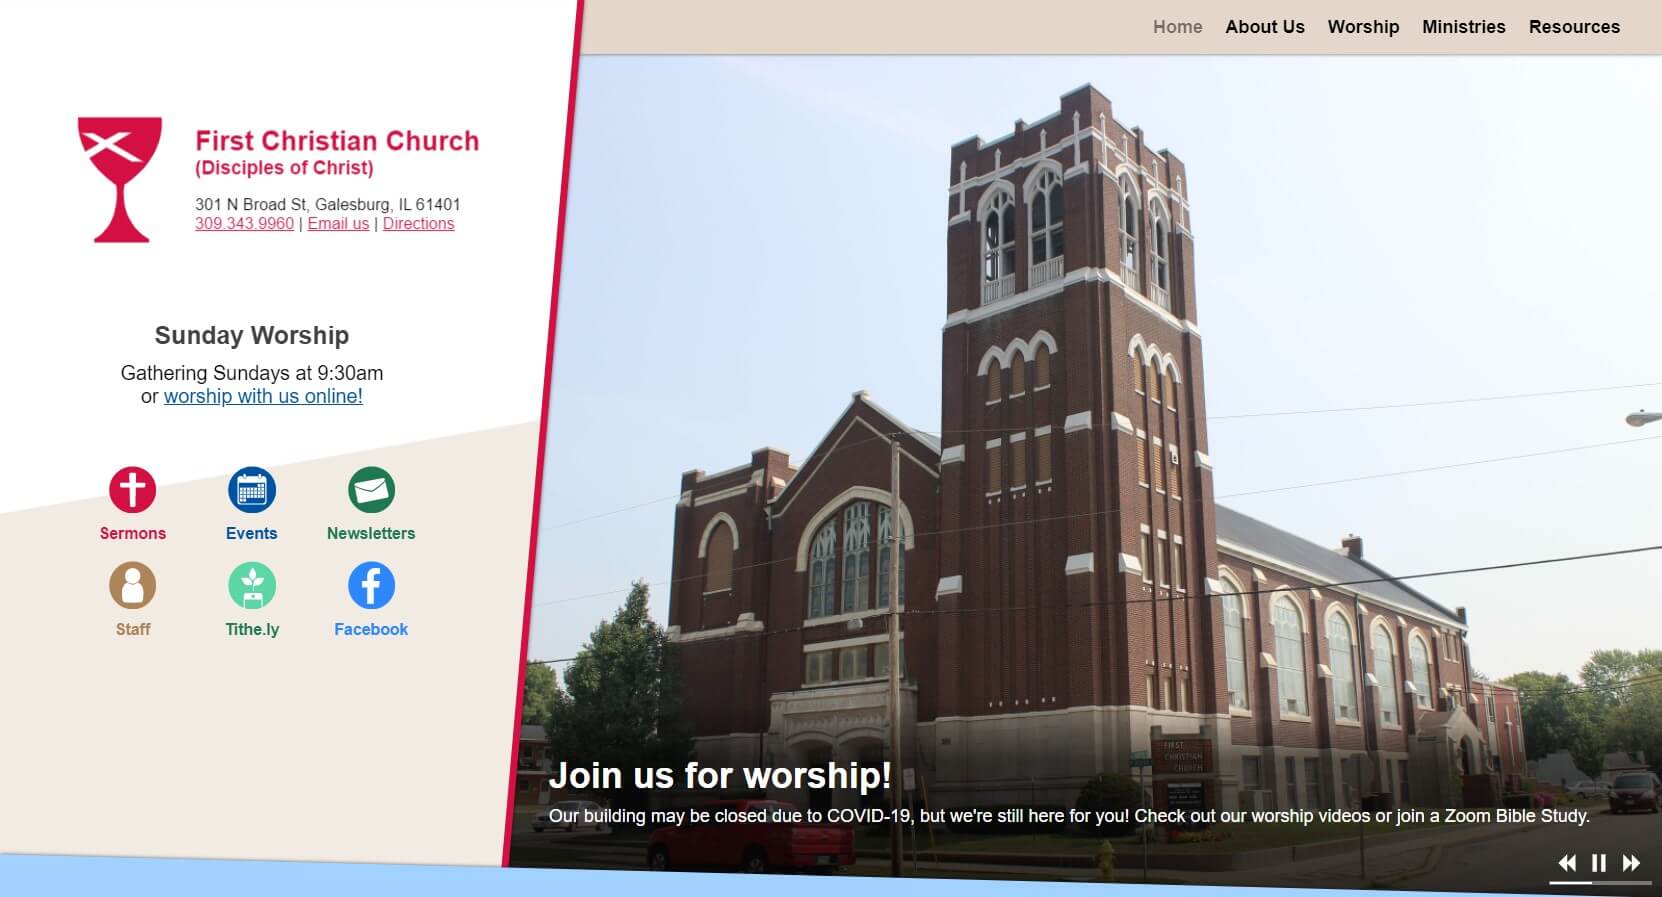 Home About Us Worship Ministries Resources
First Christian Church
(Disciples of Christ)
301 N Broad St, Galesburg, IL 61401
309.343.9960 | Email us | Directions
Sunday Worship
Gathering Sundays at 9:30am
or worship with us online!
Sermons Events Newsletters
Staff Tithe.ly Facebook
FIRST
CHRISTIAN
CHURCH
Join us for worship!
Our building may be closed due to COVID-19, but we're still here for you! Check out our worship videos or join a Zoom Bible Study.